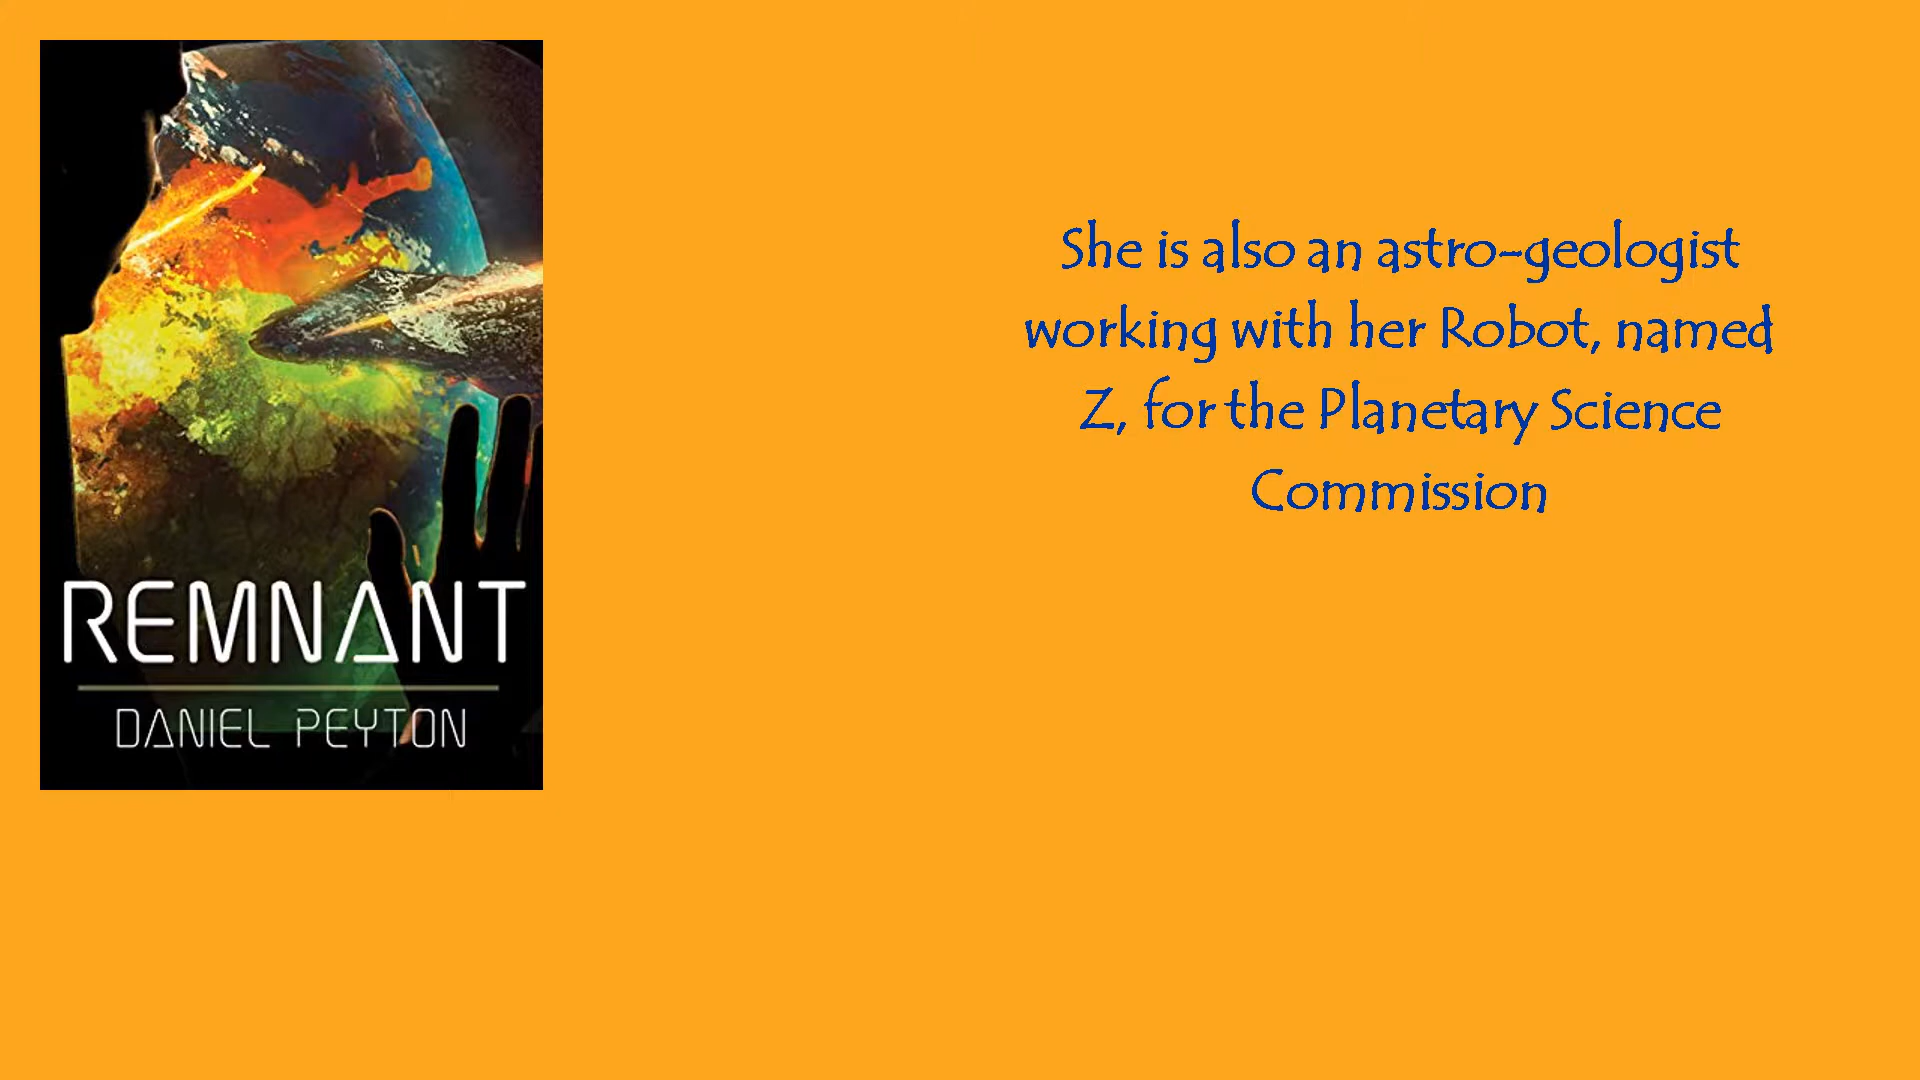 REMNANT
DANIEL PEYTON
She is also an astro-geologist
working with her Robot, named
Z, for the Planetary Science
Commission